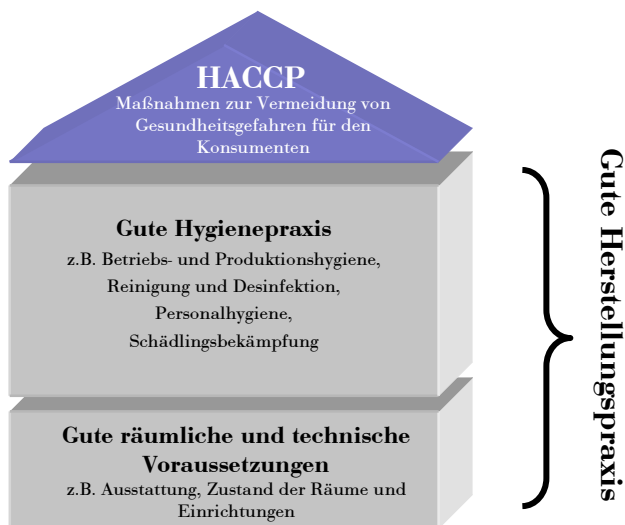 HACCP
Maßnahmen zur Vermeidung von
Gesundheitsgefahren für den
Konsumenten
Gute Hygienepraxis
z.B. Betriebs- und Produktionshygiene,
Reinigung und Desinfektion,
Personalhygiene,
Schädlingsbekämpfung
Gute räumliche und technische
Voraussetzungen
z.B. Ausstattung, Zustand der Räume und
Einrichtungen
Gute Herstellungspraxis